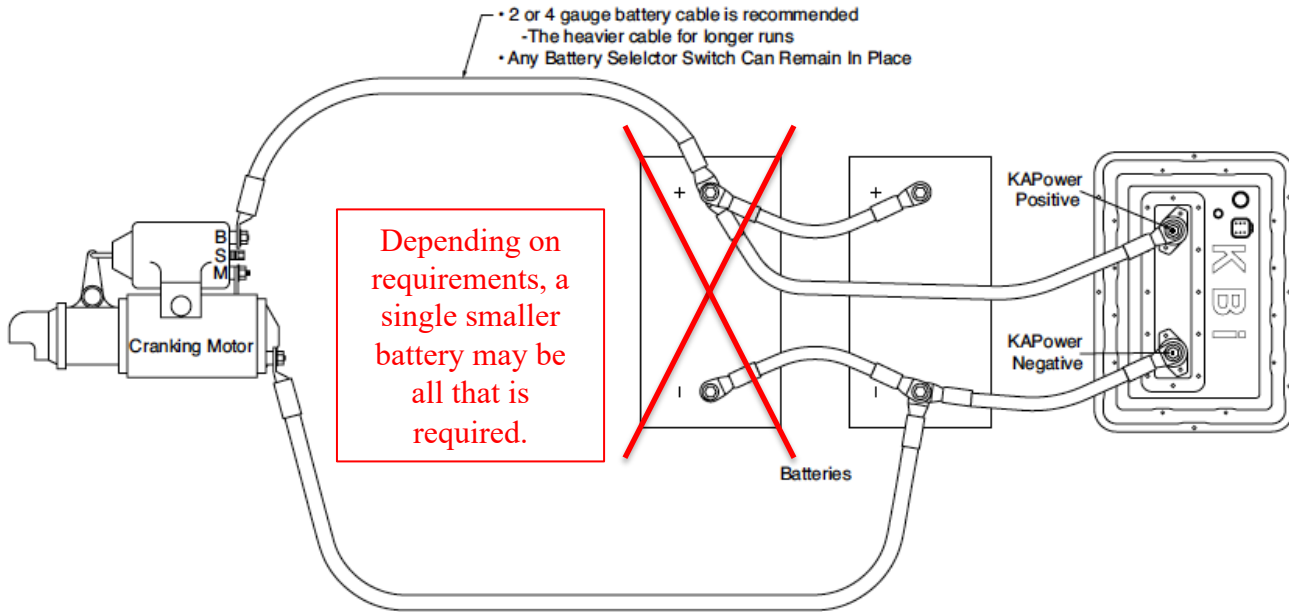 • 2 or 4 gauge battery cable is recommended
-The heavier cable for longer runs
• Any Battery Selelctor Switch Can Remain In Place
KAPower
Positive
+
+
B
S
M
Depending on
requirements, a
single smaller
battery may be
all that is
required.
KBi
Cranking Motor
KAPower
Negative
-
-
Batteries